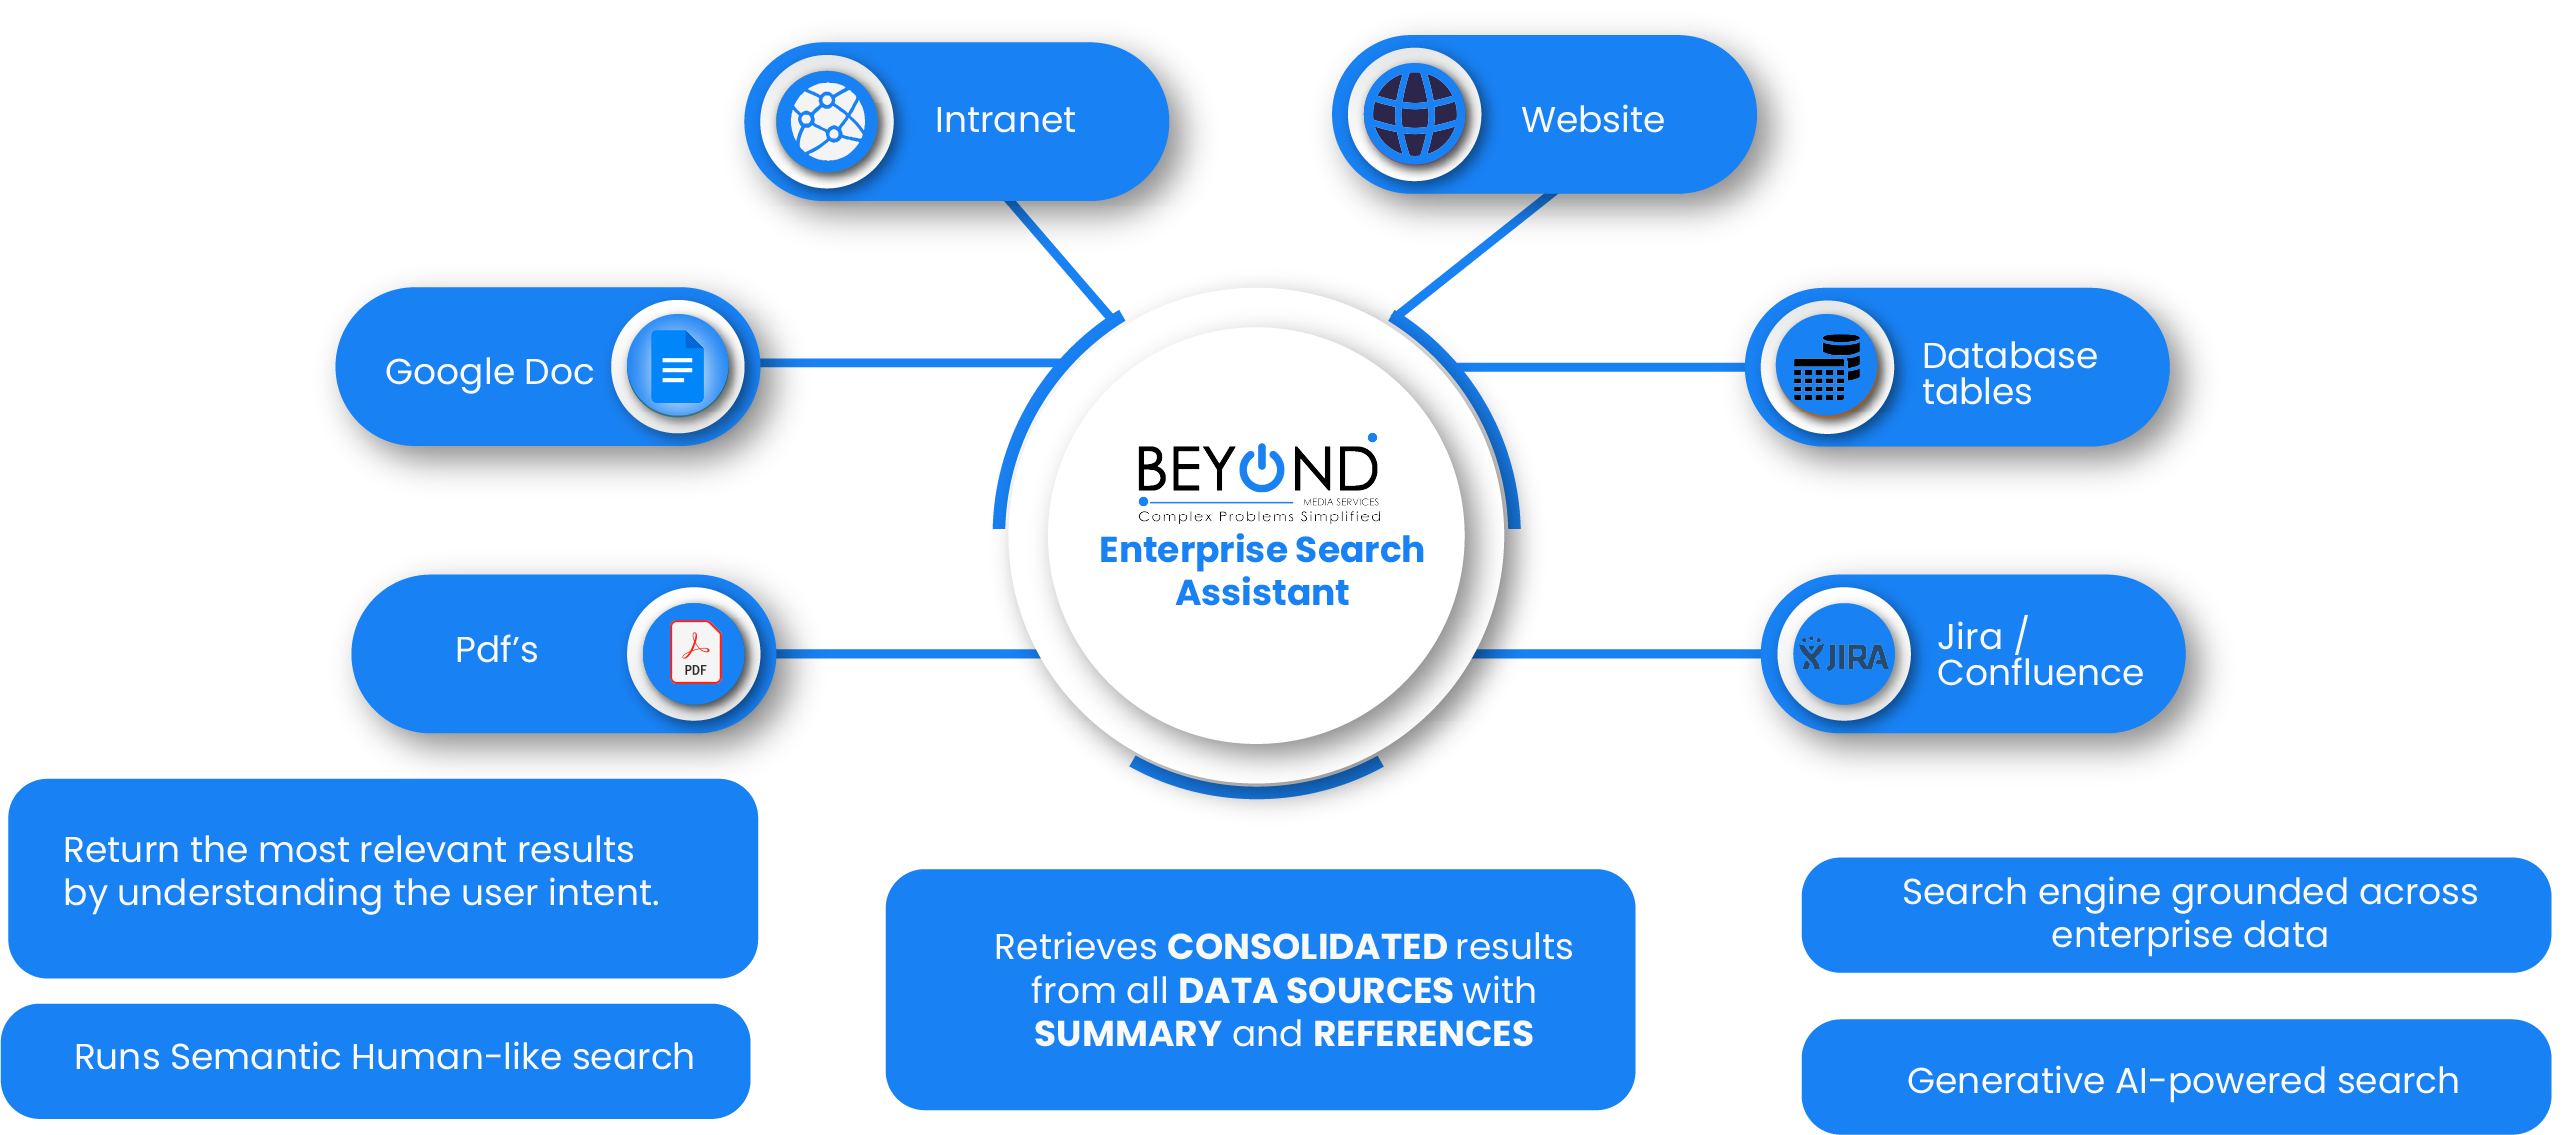 Intranet
Website
Google Doc
Database
tables
BEYOND
MEDIA SERVICES
Complex Problems Simplified
Enterprise Search
Assistant
Pdf’s
PDF
JIRA
Jira /
Confluence
Return the most relevant results
by understanding the user intent.
Runs Semantic Human-like search
Retrieves CONSOLIDATED results
from all DATA SOURCES with
SUMMARY and REFERENCES
Search engine grounded across
enterprise data
Generative AI-powered search